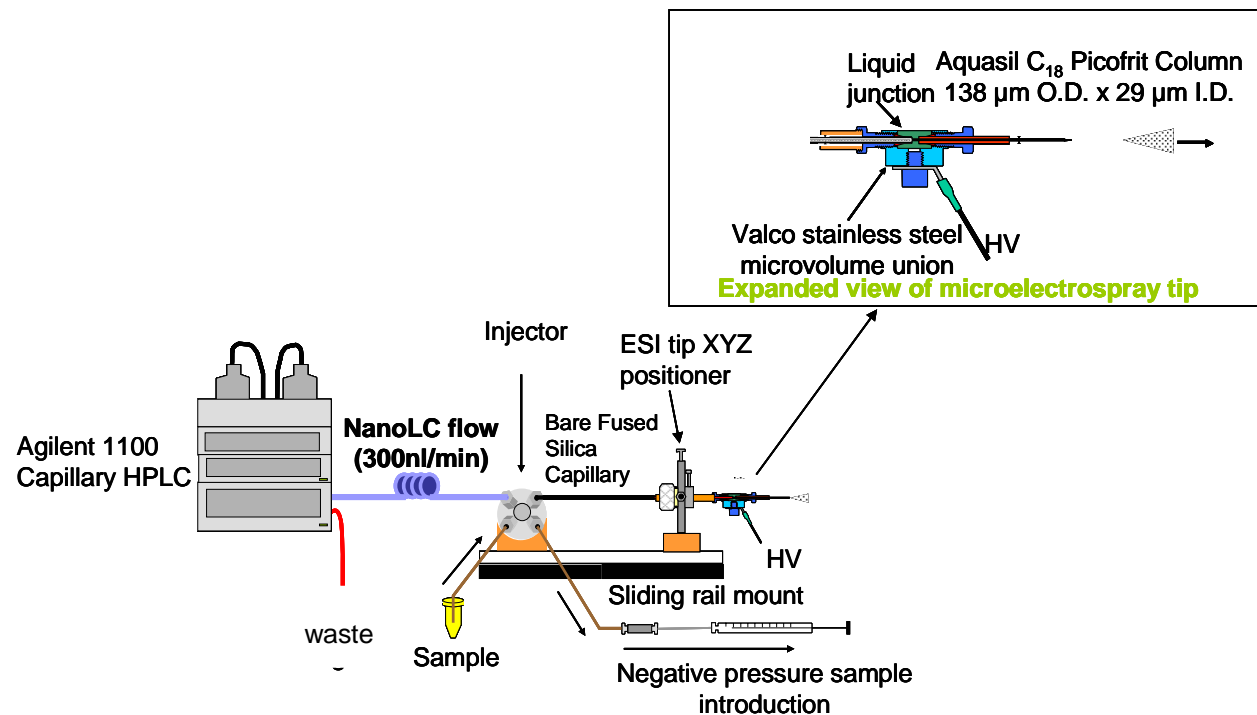 Liquid Aquasil C18 Picofrit Column
junction 138 µm O.D. x 29 µm I.D.
Valco stainless steel
microvolume union
HV
Expanded view of microelectrospray tip
Injector
ESI tip XYZ
positioner
Agilent 1100
Capillary HPLC
NanoLC flow
(300nl/min)
Bare Fused
Silica
Capillary
HV
Sliding rail mount
waste
Sample
Negative pressure sample
introduction